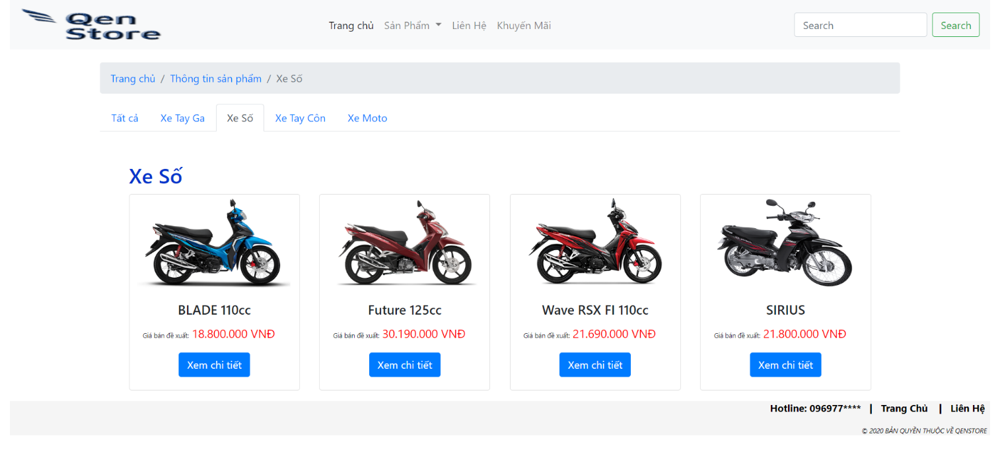 Qen
Store
Trang chủ Sản Phẩm Liên Hệ Khuyến Mãi
Search Search
Trang chủ / Thông tin sản phẩm / Xe Số
Tất cả Xe Tay Ga Xe Số Xe Tay Côn Xe Moto
Xe Số
BLADE 110cc
Giá bán đề xuất: 18.800.000 VNĐ
Xem chi tiết
Future 125cc
Giá bán đề xuất: 30.190.000 VNĐ
Xem chi tiết
Wave RSX FI 110cc
Giá bán đề xuất: 21.690.000 VNĐ
Xem chi tiết
SIRIUS
Giá bán đề xuất: 21.800.000 VNĐ
Xem chi tiết
Hotline: 096977**** | Trang Chủ | Liên Hệ
© 2020 BẢN QUYỀN THUỘC VỀ QENSTORE